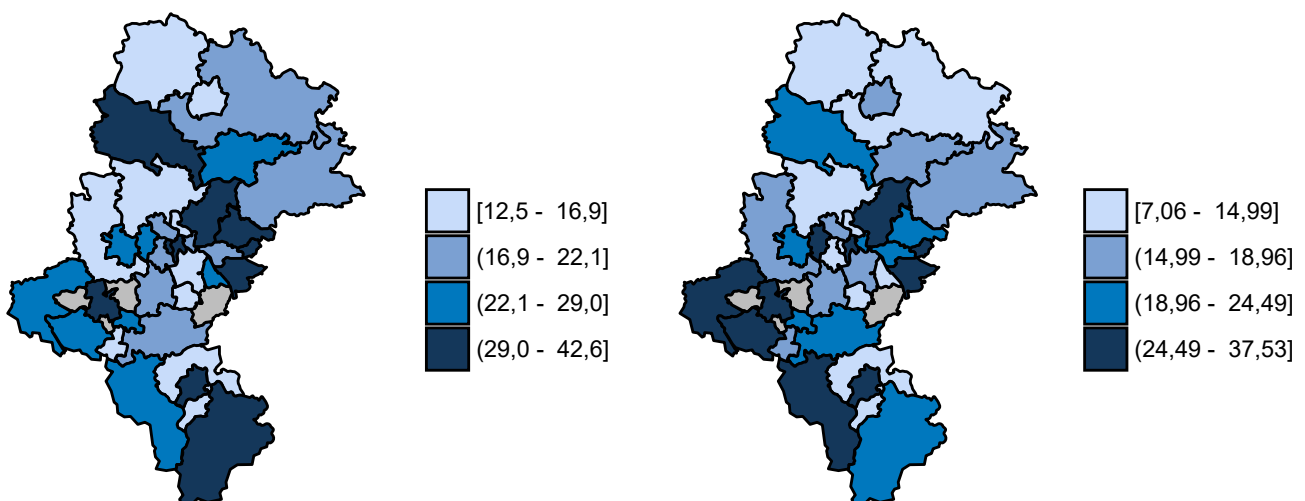 [12,5 - 16,9]
(16,9 - 22,1]
(22,1 - 29,0]
(29,0 - 42,6]
[7,06 - 14,99]
(14,99 - 18,96]
(18,96 - 24,49]
(24,49 - 37,53]